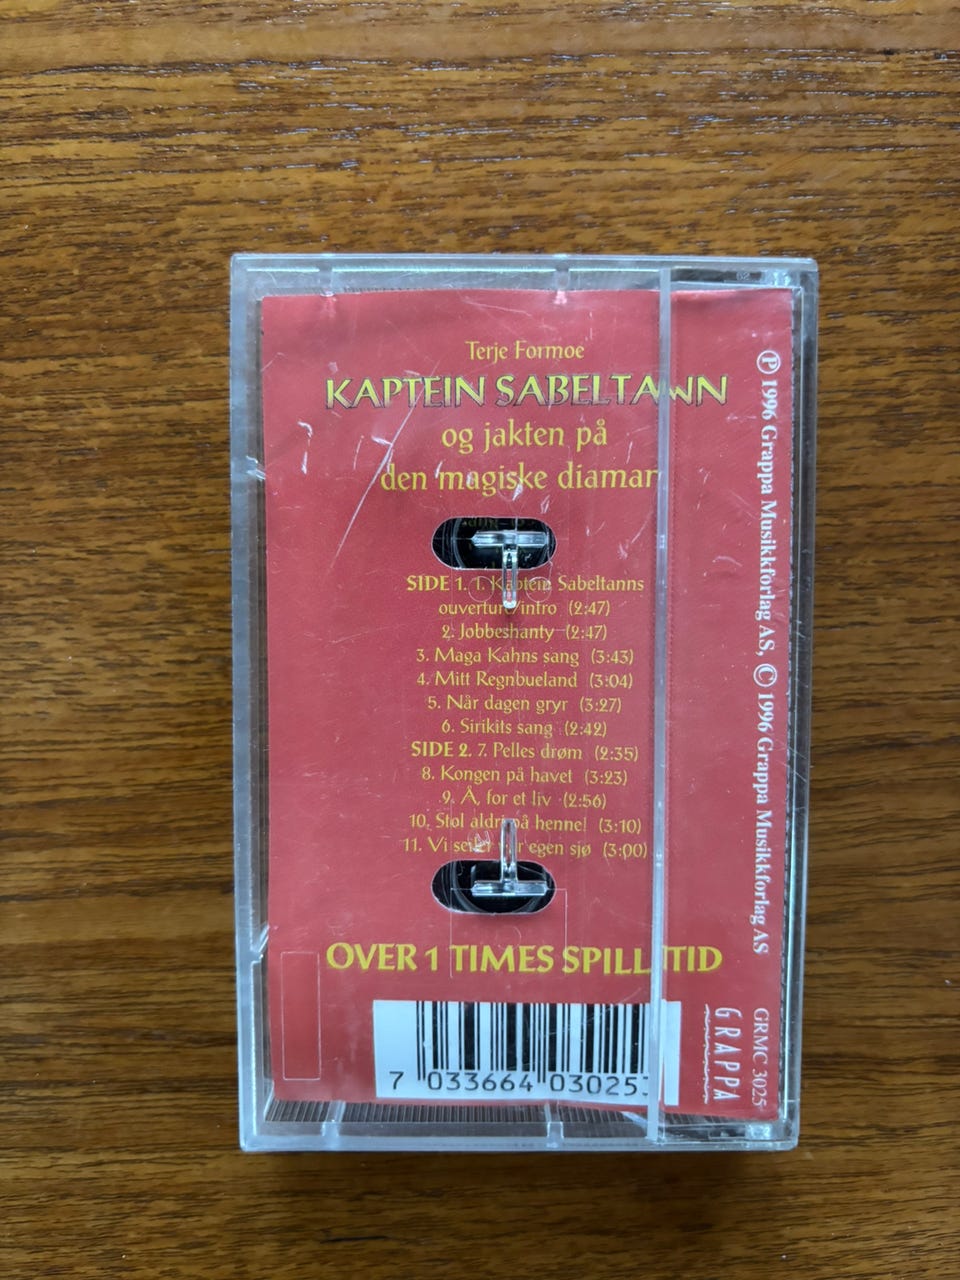 Terje Formoe
KAPTEIN SABELTANN
og jakten på
den magiske diamar
SIDE 1. 1. Kaptein Sabeltanns
ouverture/intro (2:47)
2. Jobbeshanty (2:47)
3. Maga Kahns sang (3:43)
4. Mitt Regnbueland (3:04)
5. Når dagen gryr (3:27)
6. Sirikits sang (2:42)
SIDE 2. 7. Pelles drøm (2:35)
8. Kongen på havet (3:23)
9. Å, for et liv (2:56)
10. Stol aldri på henne! (3:10)
11. Vi seiler vår egen sjø (3:00)
OVER 1 TIMES SPILLETID
7 033664 030253
℗ 1996 Grappa Musikkforlag AS, © 1996 Grappa Musikkforlag AS
GRMC 3025
GRAPPA